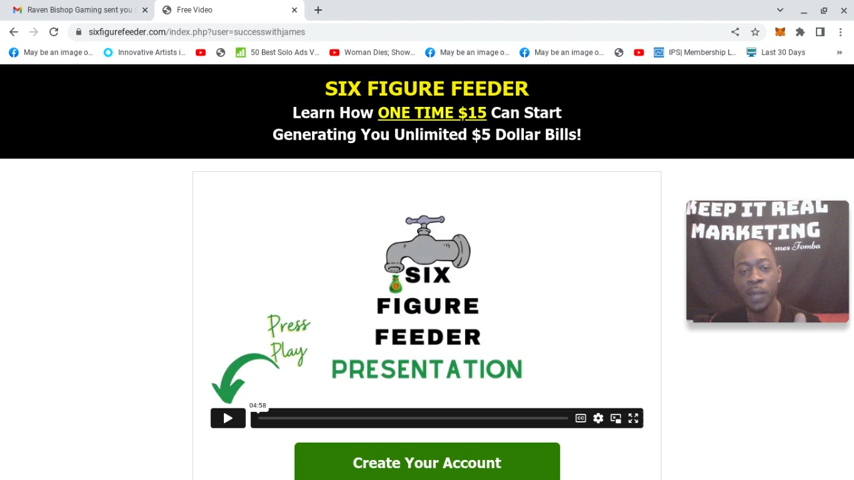 Raven Bishop Gaming sent you
Free Video
sixfigurefeeder.com/index.php?user=successwithjames
May be an image o...
Innovative Artists i...
50 Best Solo Ads V...
Woman Dies; Show...
May be an image o...
May be an image o...
IPS| Membership L...
Last 30 Days
SIX FIGURE FEEDER
Learn How ONE TIME $15 Can Start
Generating You Unlimited $5 Dollar Bills!
SIX
FIGURE
FEEDER
PRESENTATION
Press
Play
04:58
CC
Create Your Account
KEEP IT REAL
MARKETING
James Tomba